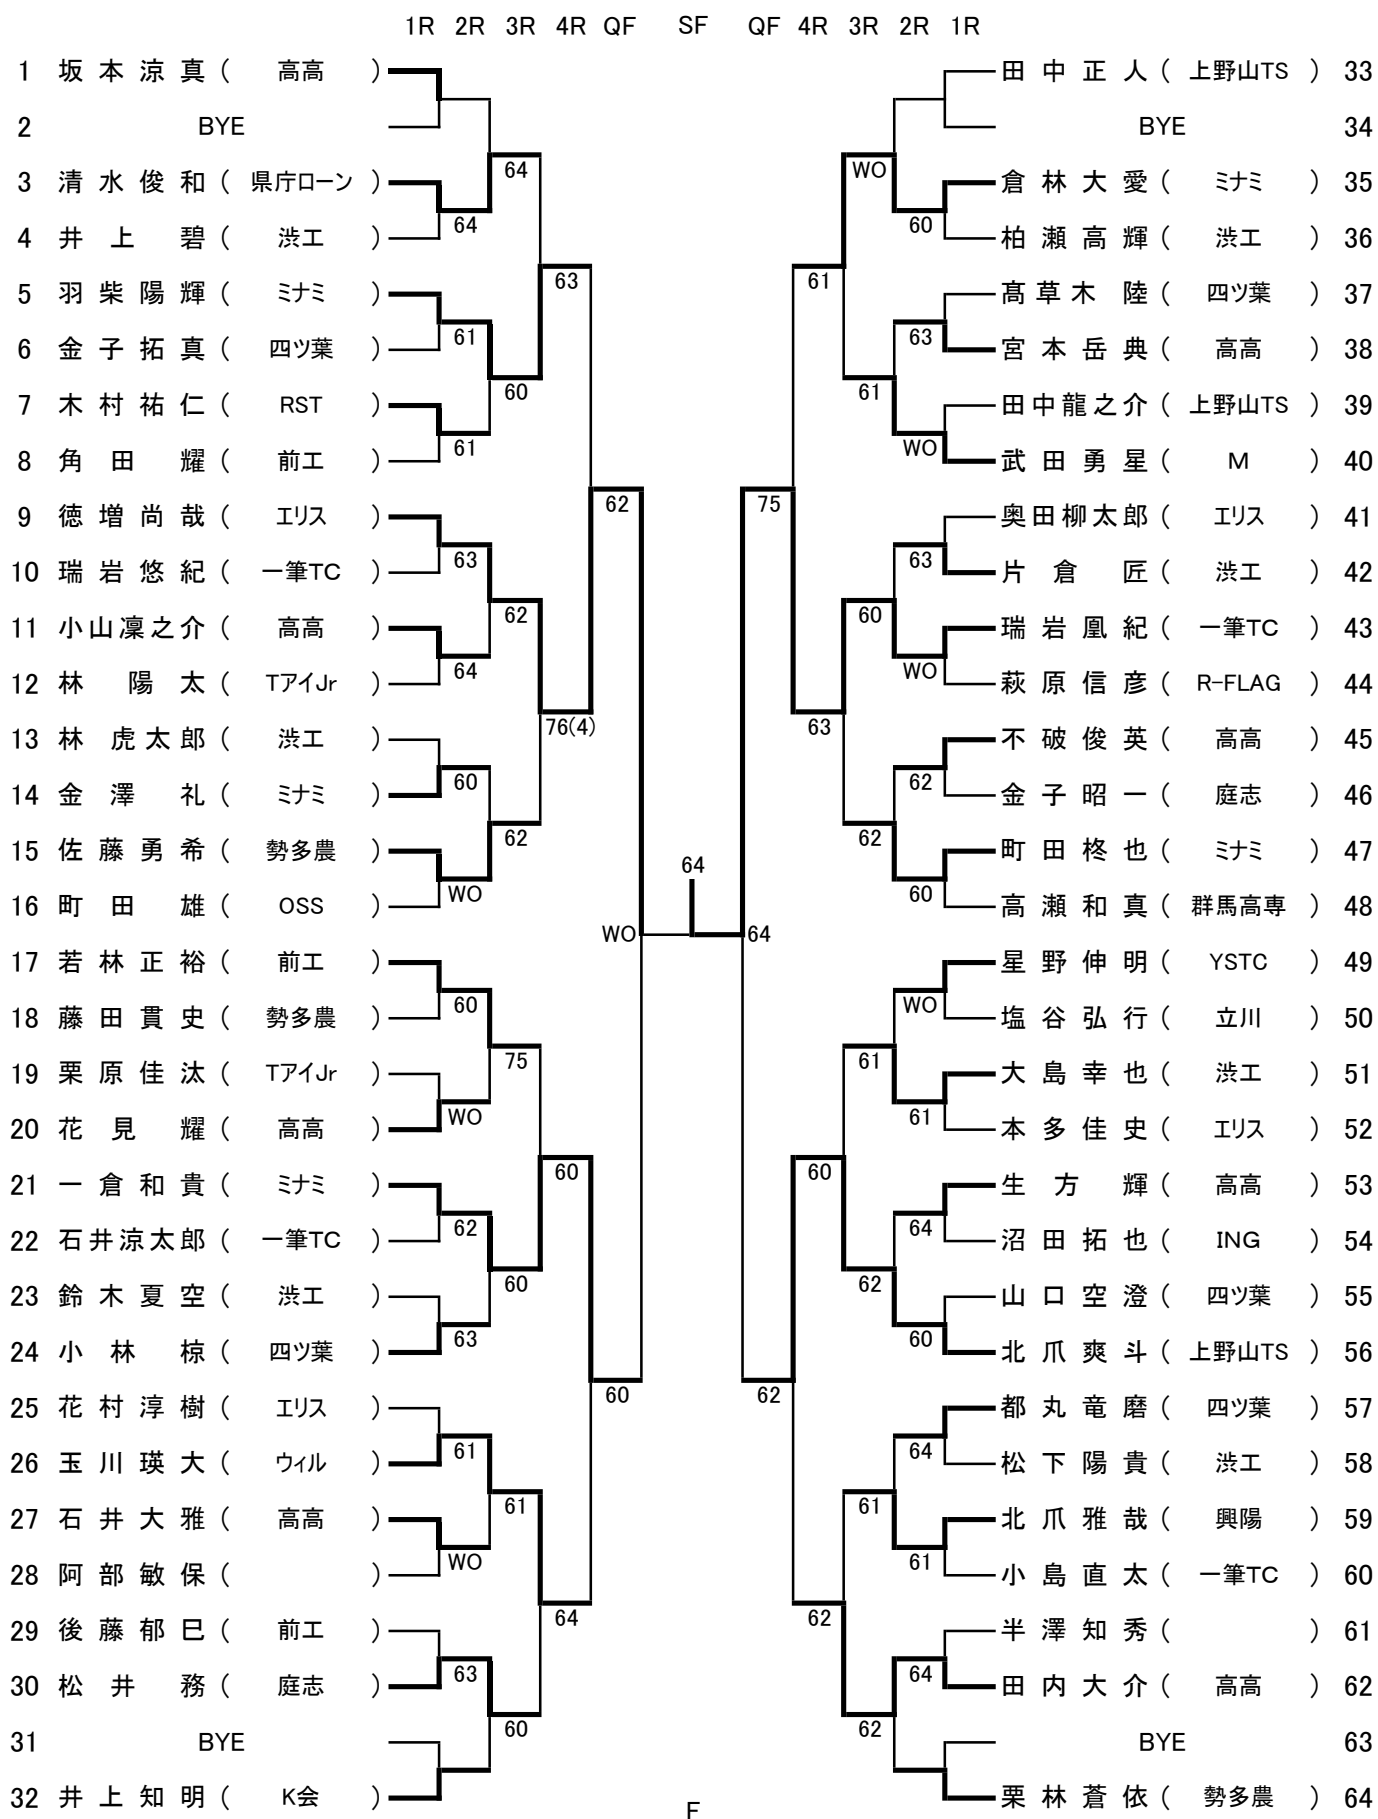 1R 2R 3R 4R QF SF QF 4R 3R 2R 1R
1 坂本涼真( 高高 ) 田中正人( 上野山TS ) 33
2 BYE BYE 34
64 WO
3 清水俊和( 県庁ローン ) 倉林大愛( ミナミ ) 35
64 60
4 井上碧( 渋工 ) 柏瀬高輝( 渋工 ) 36
63 61
5 羽柴陽輝( ミナミ ) 髙草木陸( 四ツ葉 ) 37
61 63
6 金子拓真( 四ツ葉 ) 宮本岳典( 高高 ) 38
60 61
7 木村祐仁( RST ) 田中龍之介( 上野山TS ) 39
61 WO
8 角田耀( 前工 ) 武田勇星( M ) 40
62 75
9 徳増尚哉( エリス ) 奥田柳太郎( エリス ) 41
63 63
10 瑞岩悠紀( 一筆TC ) 片倉匠( 渋工 ) 42
62 60
11 小山凜之介( 高高 ) 瑞岩凰紀( 一筆TC ) 43
64 WO
12 林陽太( TアイJr ) 萩原信彦( R-FLAG ) 44
76(4) 63
13 林虎太郎( 渋工 ) 不破俊英( 高高 ) 45
60 62
14 金澤礼( ミナミ ) 金子昭一( 庭志 ) 46
62 62
15 佐藤勇希( 勢多農 ) 町田柊也( ミナミ ) 47
64
WO 60
16 町田雄( OSS ) 高瀬和真( 群馬高専 ) 48
WO 64
17 若林正裕( 前工 ) 星野伸明( YSTC ) 49
60 WO
18 藤田貫史( 勢多農 ) 塩谷弘行( 立川 ) 50
75 61
19 栗原佳汰( TアイJr ) 大島幸也( 渋工 ) 51
WO 61
20 花見耀( 高高 ) 本多佳史( エリス ) 52
60 60
21 一倉和貴( ミナミ ) 生方輝( 高高 ) 53
62 64
22 石井涼太郎( 一筆TC ) 沼田拓也( ING ) 54
60 62
23 鈴木夏空( 渋工 ) 山口空澄( 四ツ葉 ) 55
63 60
24 小林椋( 四ツ葉 ) 北爪爽斗( 上野山TS ) 56
60 62
25 花村淳樹( エリス ) 都丸竜磨( 四ツ葉 ) 57
61 64
26 玉川瑛大( ウィル ) 松下陽貴( 渋工 ) 58
61 61
27 石井大雅( 高高 ) 北爪雅哉( 興陽 ) 59
WO 61
28 阿部敏保( ) 小島直太( 一筆TC ) 60
64 62
29 後藤郁巳( 前工 ) 半澤知秀( ) 61
63 64
30 松井務( 庭志 ) 田内大介( 高高 ) 62
60 62
31 BYE BYE 63
32 井上知明( K会 ) 栗林蒼依( 勢多農 ) 64
F